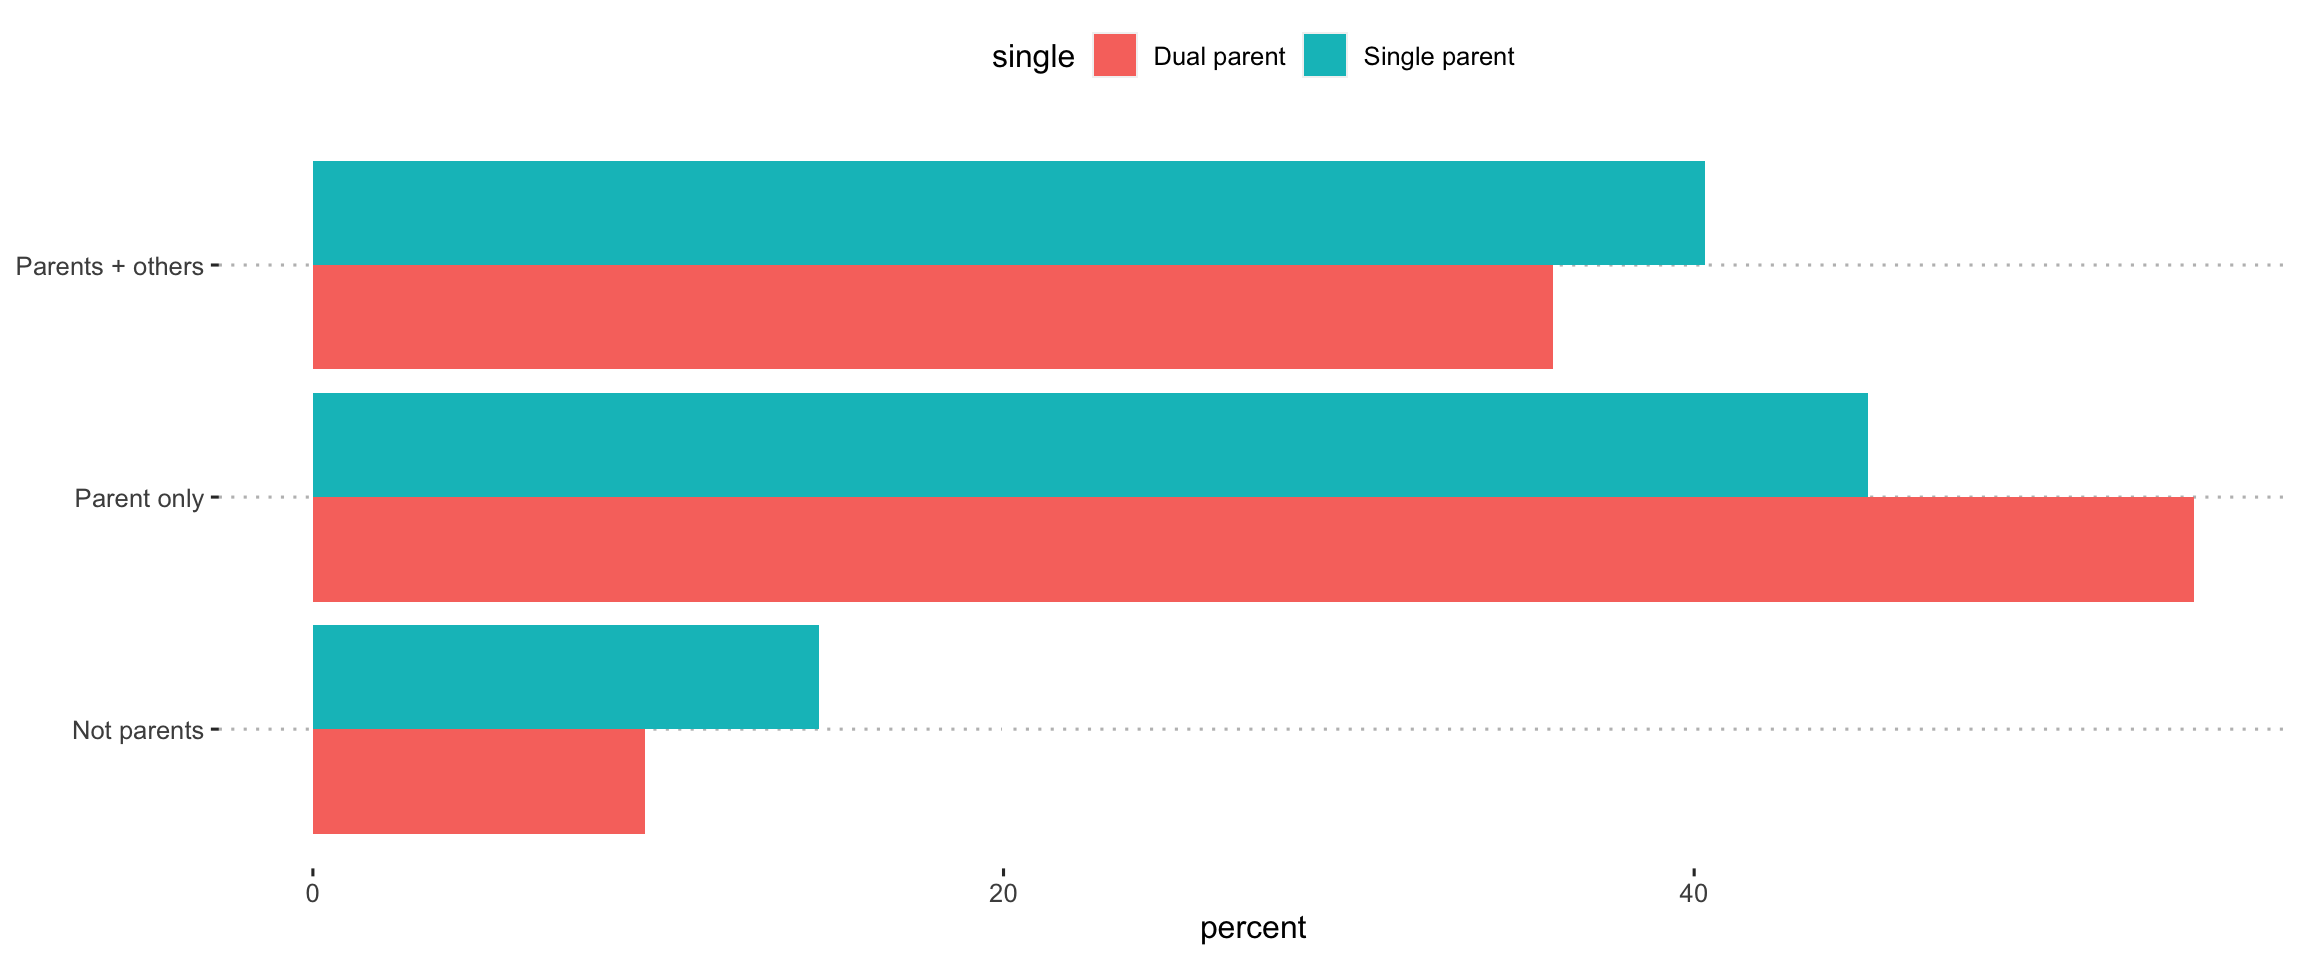 single Dual parent Single parent
Parents + others
Parent only
Not parents
0 20 40
percent